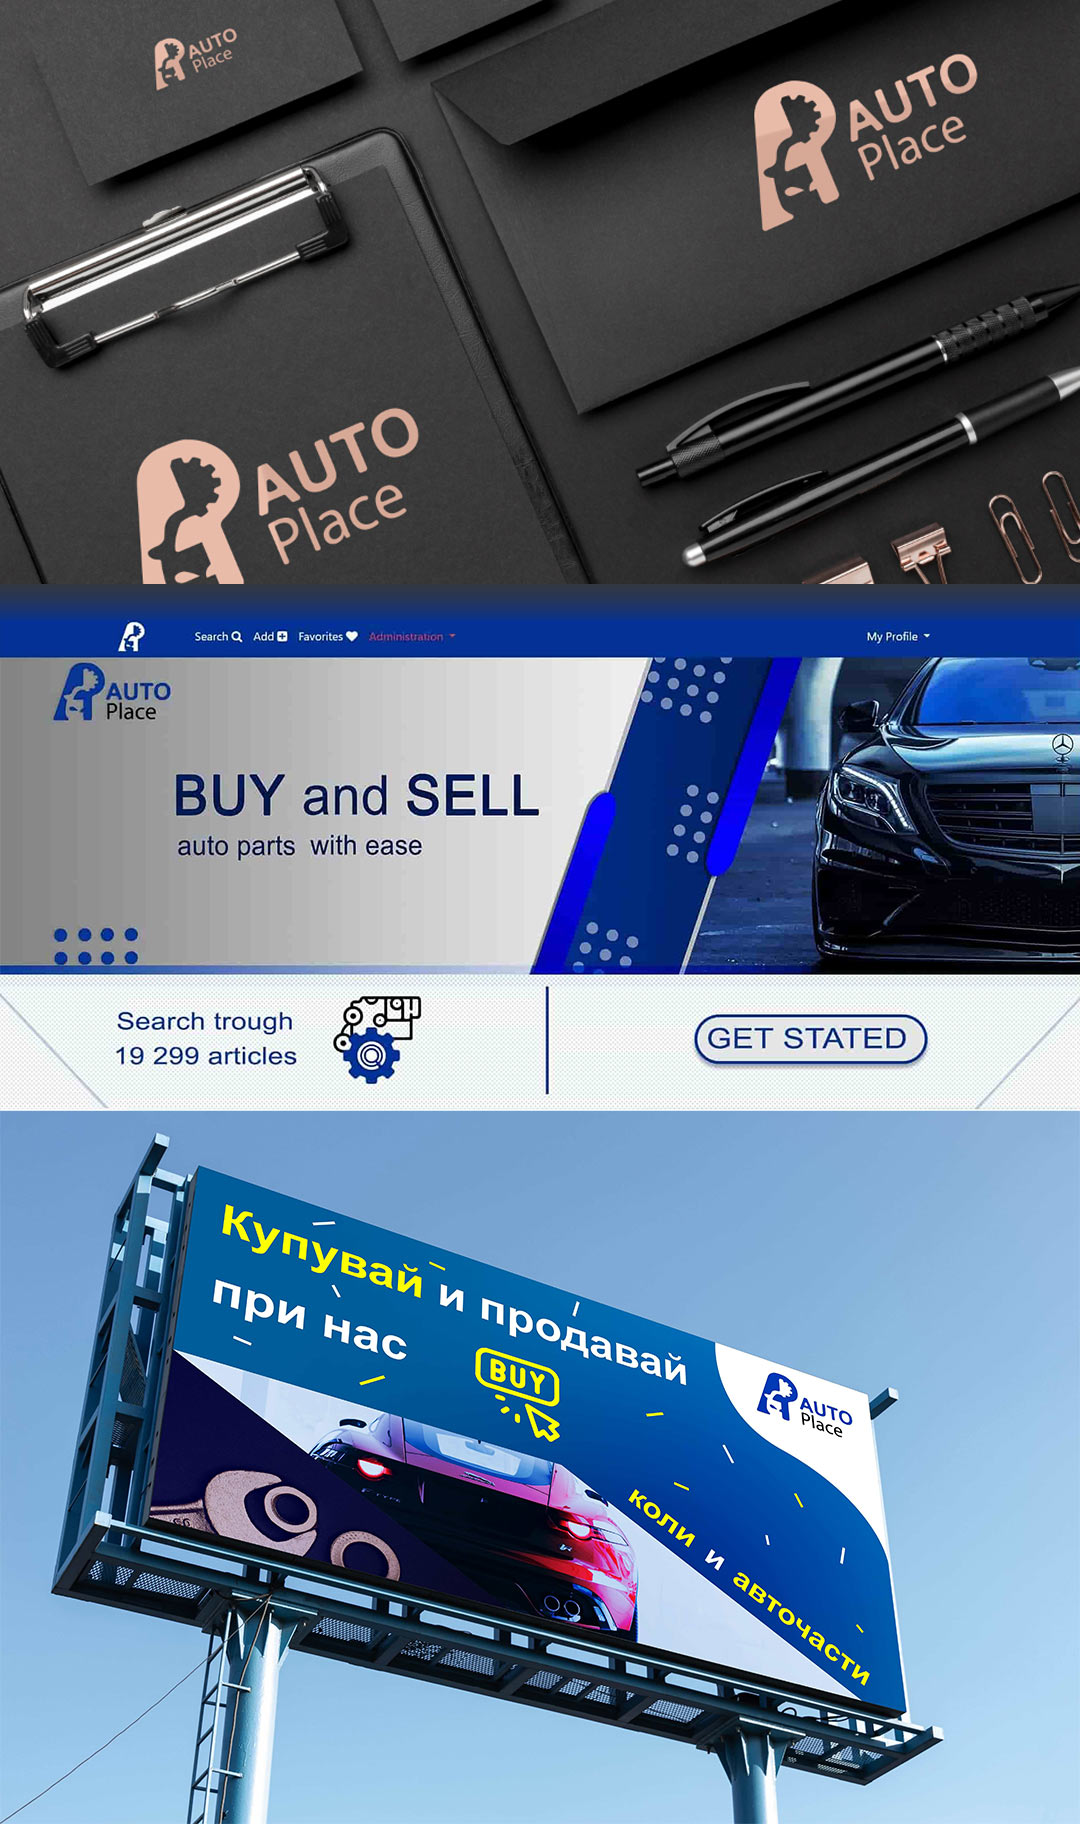 AUTO
Place
AUTO
Place
AUTO
Place
Search Add Favorites Administration My Profile
AUTO
Place
BUY and SELL
auto parts with ease
Search trough
19 299 articles
GET STATED
Купувай и продавай
при нас
BUY
AUTO
Place
коли и авточасти